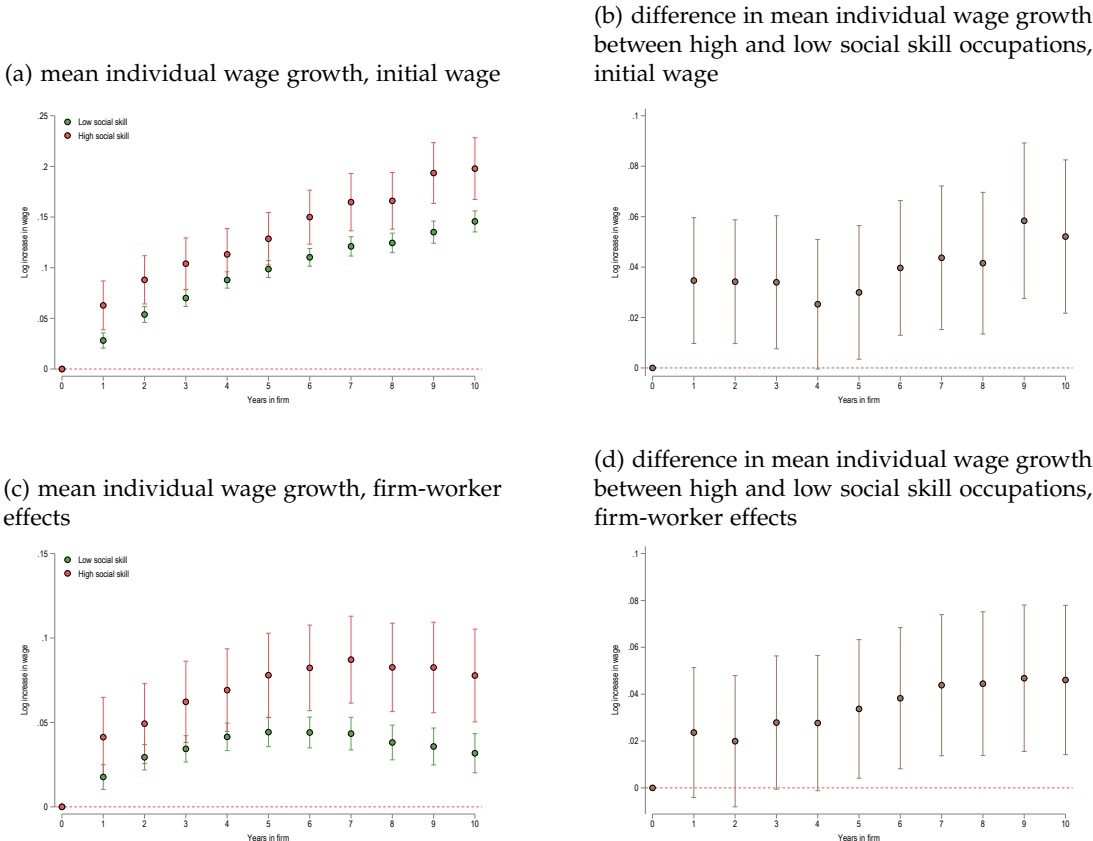 (a) mean individual wage growth, initial wage
(b) difference in mean individual wage growth
between high and low social skill occupations,
initial wage
.25
.2
.15
.1
.05
0
Log increase in wage
Low social skill
High social skill
0 1 2 3 4 5 6 7 8 9 10
Years in firm
.1
.08
.06
.04
.02
0
Log increase in wage
0 1 2 3 4 5 6 7 8 9 10
Years in firm
(c) mean individual wage growth, firm-worker
effects
(d) difference in mean individual wage growth
between high and low social skill occupations,
firm-worker effects
.15
.1
.05
0
Log increase in wage
Low social skill
High social skill
0 1 2 3 4 5 6 7 8 9 10
Years in firm
.1
.08
.06
.04
.02
0
Log increase in wage
0 1 2 3 4 5 6 7 8 9 10
Years in firm